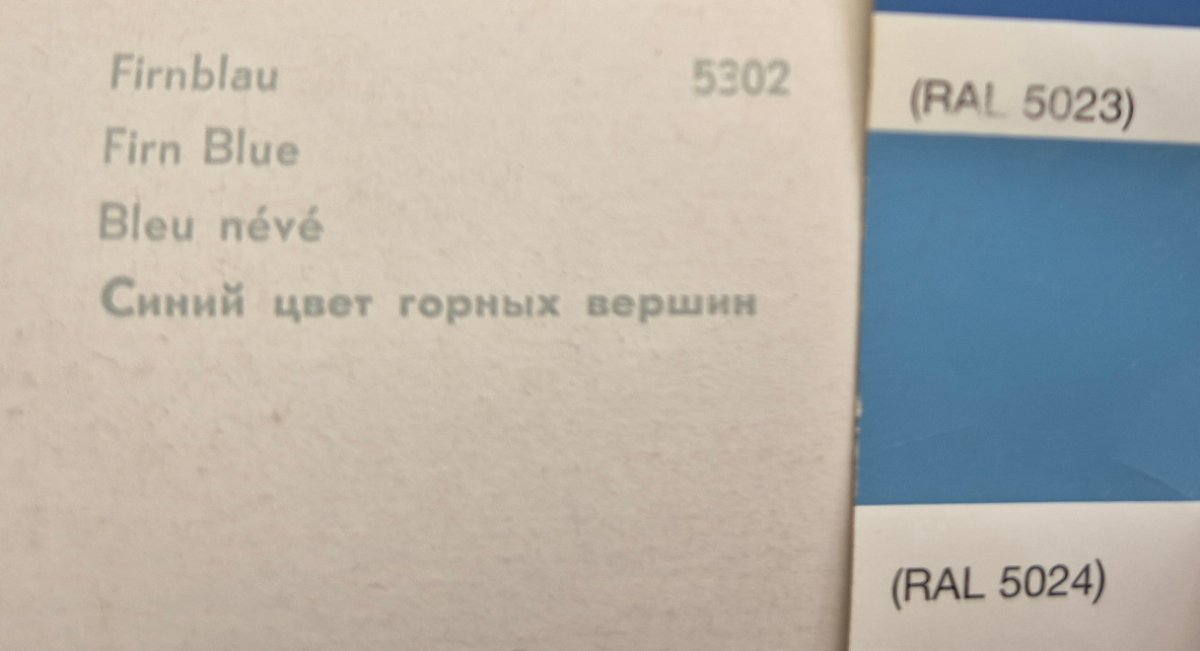 Firnblau 5302
Firn Blue
Bleu névé
Синий цвет горных вершин
(RAL 5023)
(RAL 5024)